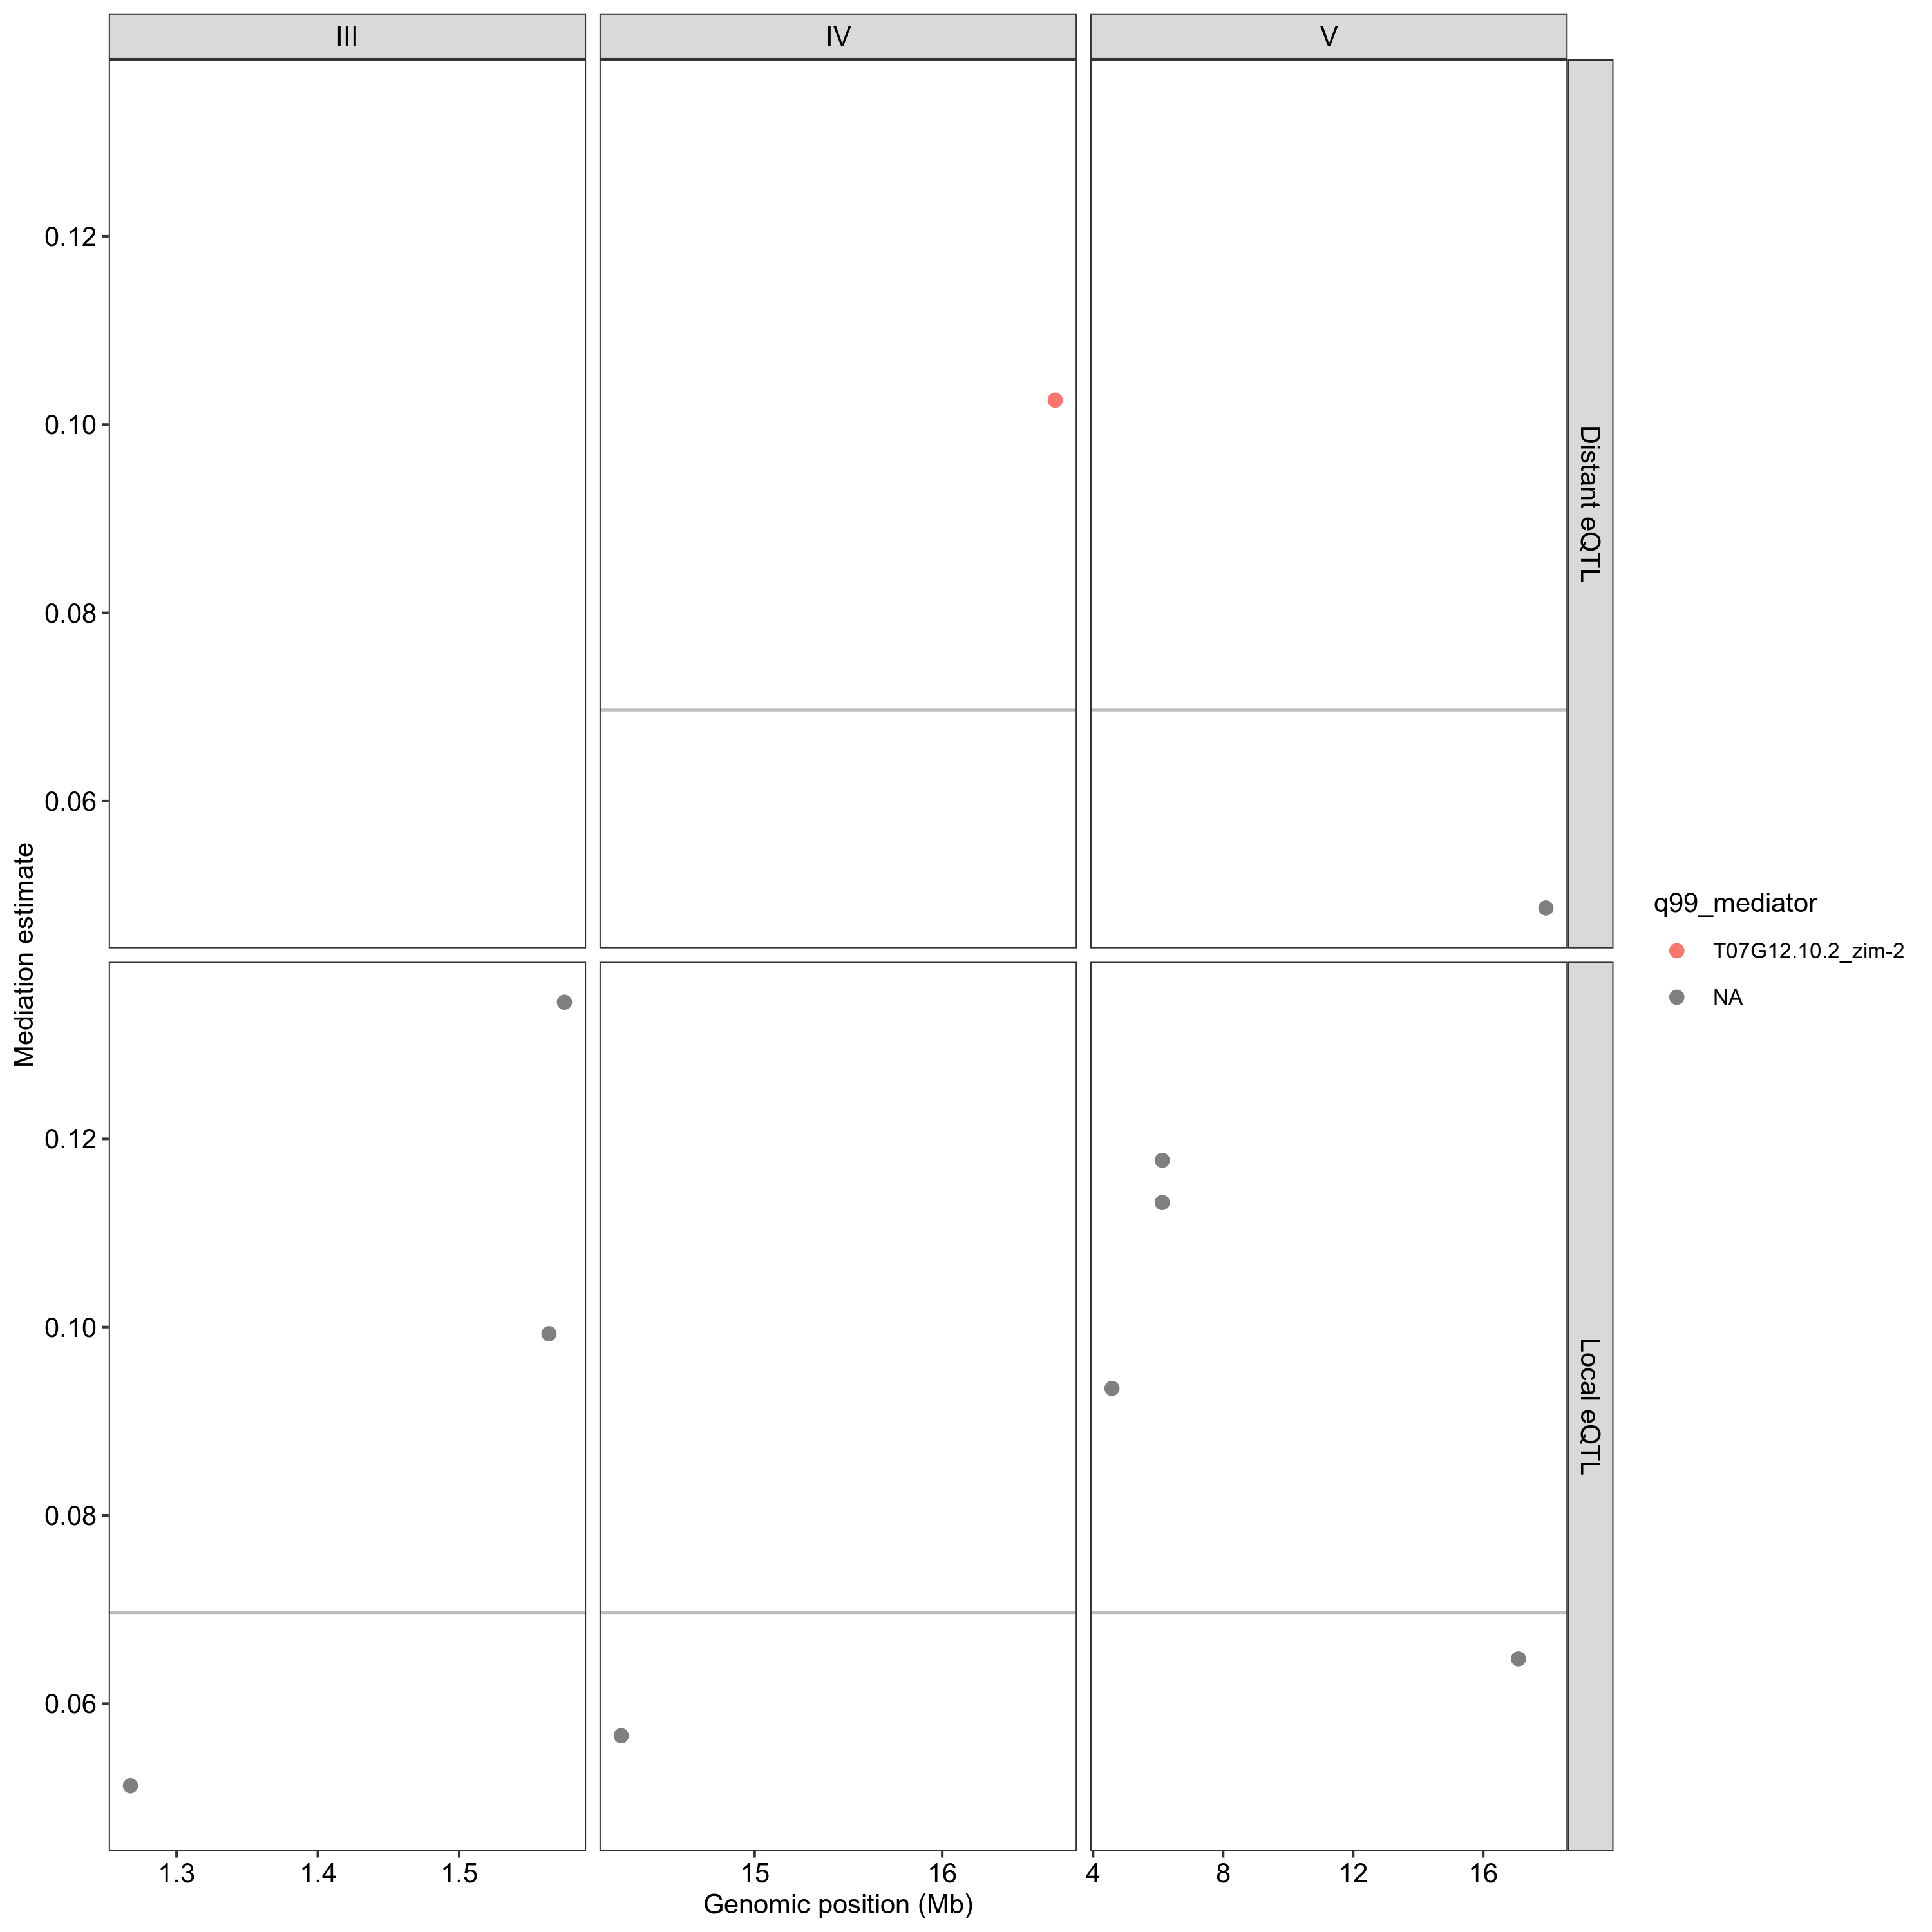 III
IV
V
0.12
0.10
0.08
0.06
Distant eQTL
Mediation estimate
0.12
0.10
0.08
0.06
Local eQTL
1.3 1.4 1.5
15 16
4 8 12 16
Genomic position (Mb)
q99_mediator
T07G12.10.2_zim-2
NA